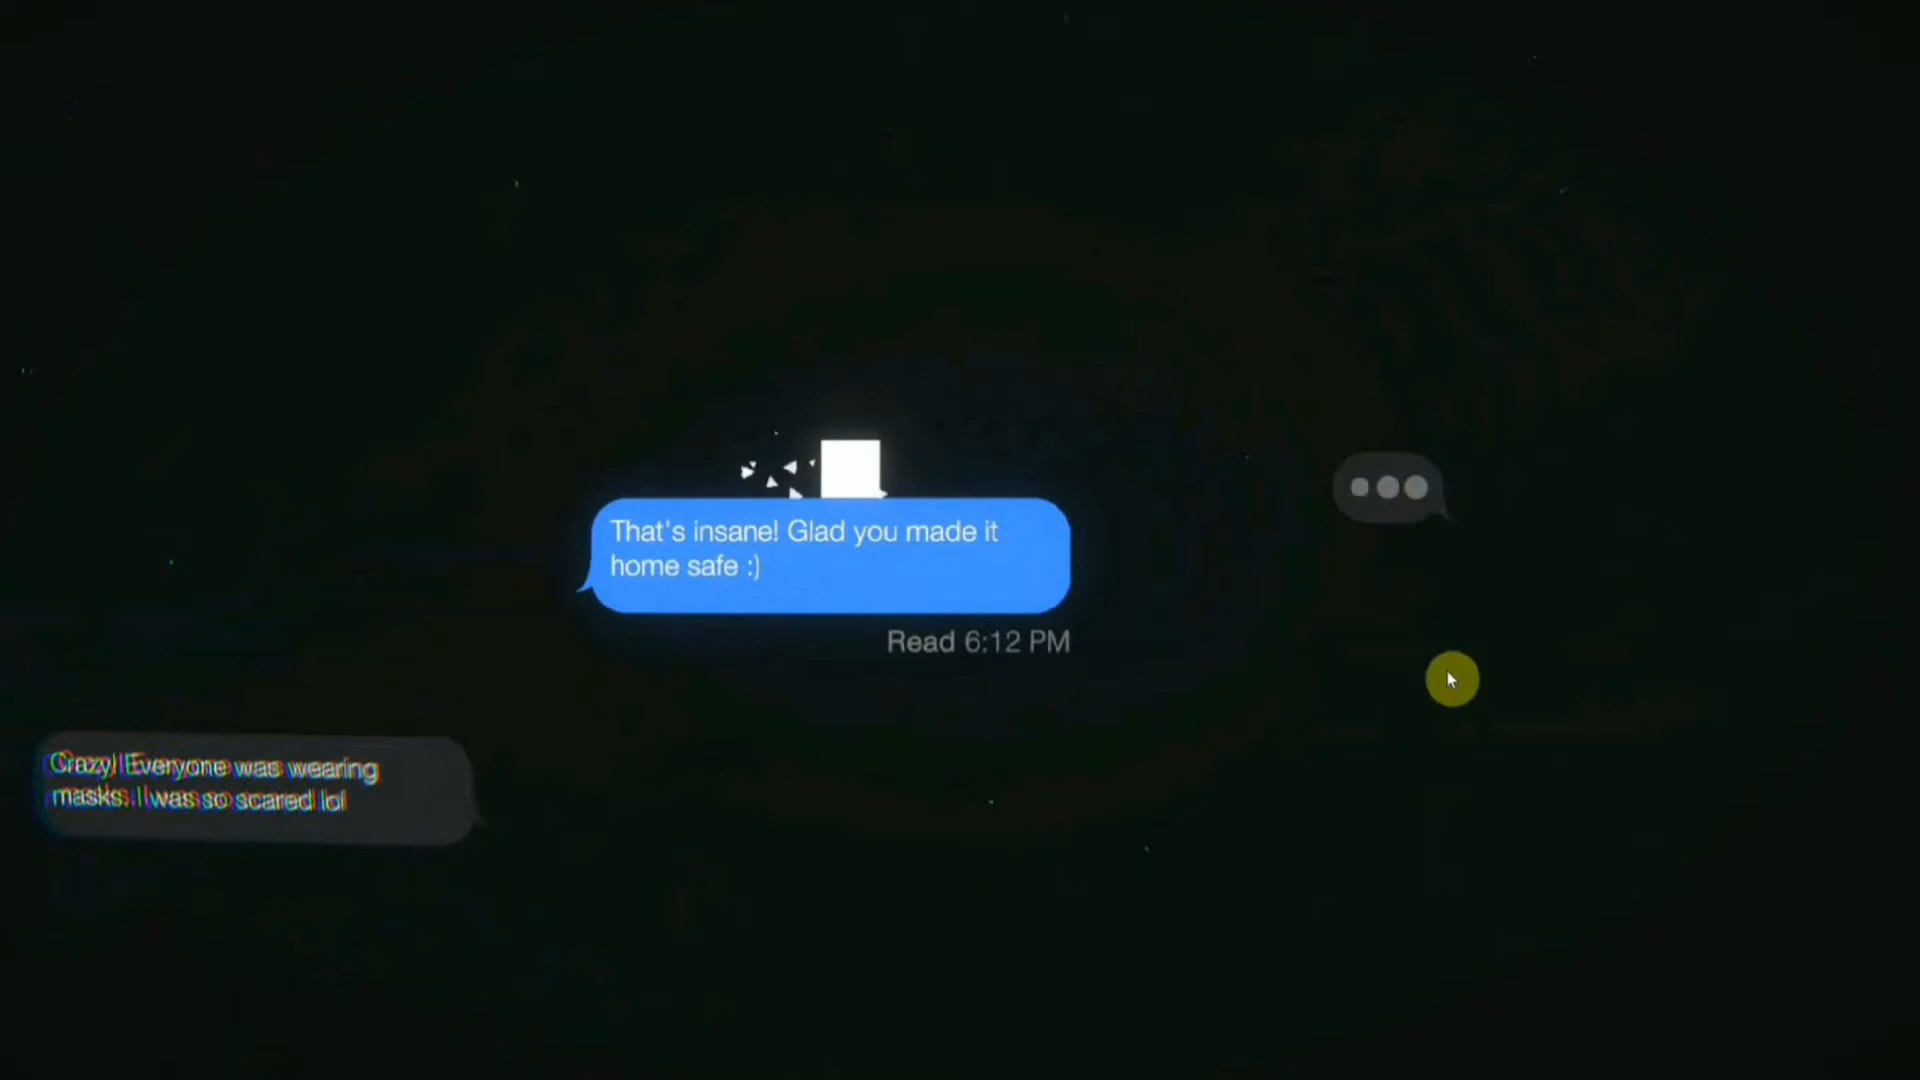 That's insane! Glad you made it
home safe :)
Read 6:12 PM
Crazy! Everyone was wearing
masks. I was so scared lol